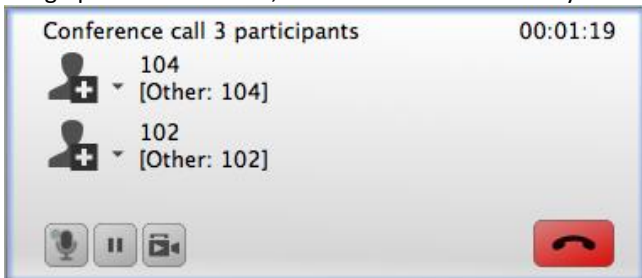 Conference call 3 participants 00:01:19
104
[Other: 104]
102
[Other: 102]